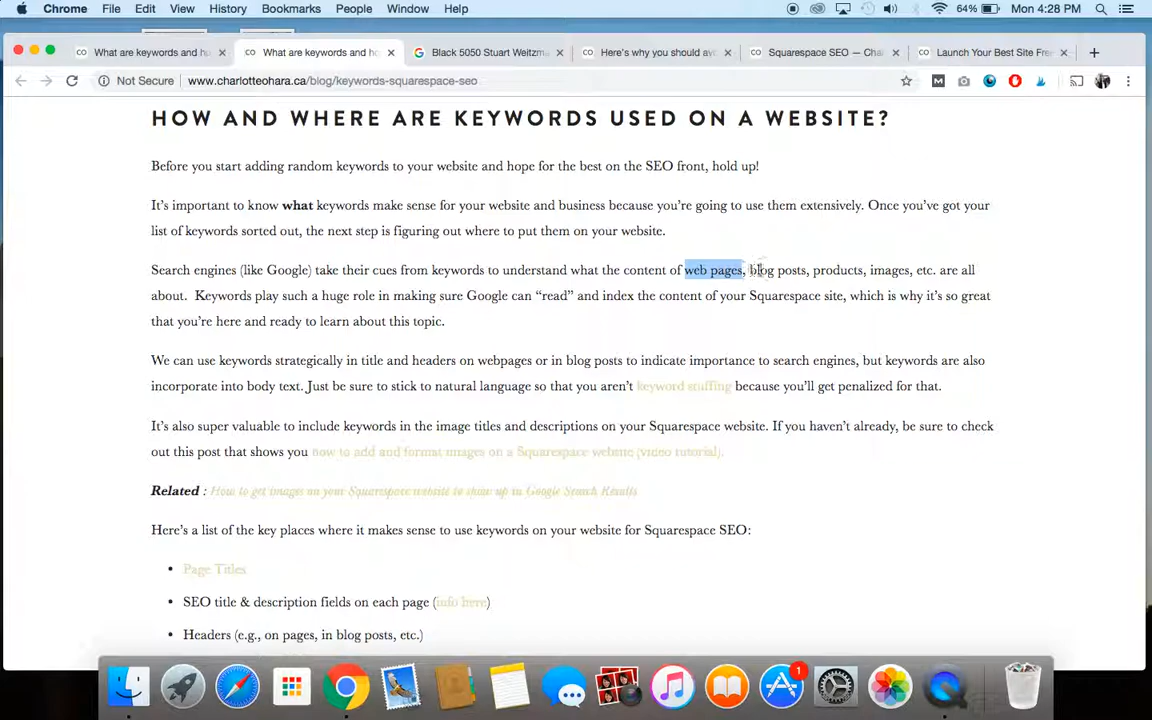 Chrome File Edit View History Bookmarks People Window Help 64% Mon 4:28 PM
What are keywords and h
What are keywords and ho
Black 5050 Stuart Weitzm
Here's why you should av
Squarespace SEO — Cha
Launch Your Best Site Fre
Not Secure www.charlotteohara.ca/blog/keywords-squarespace-seo
HOW AND WHERE ARE KEYWORDS USED ON A WEBSITE?
Before you start adding random keywords to your website and hope for the best on the SEO front, hold up!
It's important to know what keywords make sense for your website and business because you're going to use them extensively. Once you've got your
list of keywords sorted out, the next step is figuring out where to put them on your website.
Search engines (like Google) take their cues from keywords to understand what the content of web pages, blog posts, products, images, etc. are all
about. Keywords play such a huge role in making sure Google can “read” and index the content of your Squarespace site, which is why it's so great
that you're here and ready to learn about this topic.
We can use keywords strategically in title and headers on webpages or in blog posts to indicate importance to search engines, but keywords are also
incorporate into body text. Just be sure to stick to natural language so that you aren't keyword stuffing because you'll get penalized for that.
It's also super valuable to include keywords in the image titles and descriptions on your Squarespace website. If you haven't already, be sure to check
out this post that shows you how to add and format images on a Squarespace website (video tutorial).
Related : How to get images on your Squarespace website to show up in Google Search Results
Here's a list of the key places where it makes sense to use keywords on your website for Squarespace SEO:
• Page Titles
• SEO title & description fields on each page (info here)
• Headers (e.g., on pages, in blog posts, etc.)
1